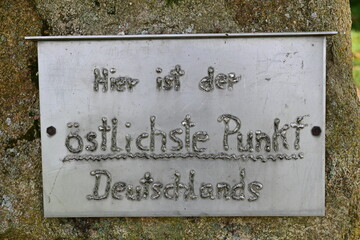 Hier ist der
östlichste Punkt
Deutschlands